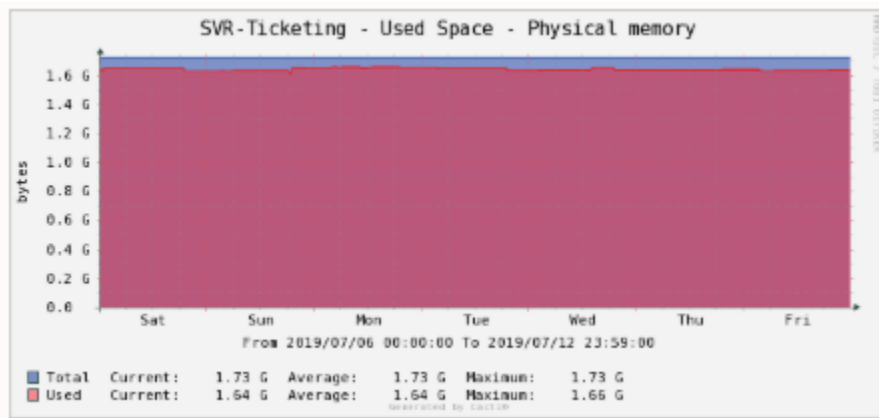 SVR-Ticketing - Used Space - Physical memory
bytes
1.6 G
1.4 G
1.2 G
1.0 G
0.8 G
0.6 G
0.4 G
0.2 G
0.0
Sat Sun Mon Tue Wed Thu Fri
From 2019/07/06 00:00:00 To 2019/07/12 23:59:00
Total Current: 1.73 G Average: 1.73 G Maximum: 1.73 G
Used Current: 1.64 G Average: 1.64 G Maximum: 1.66 G
Generated by Cacti®